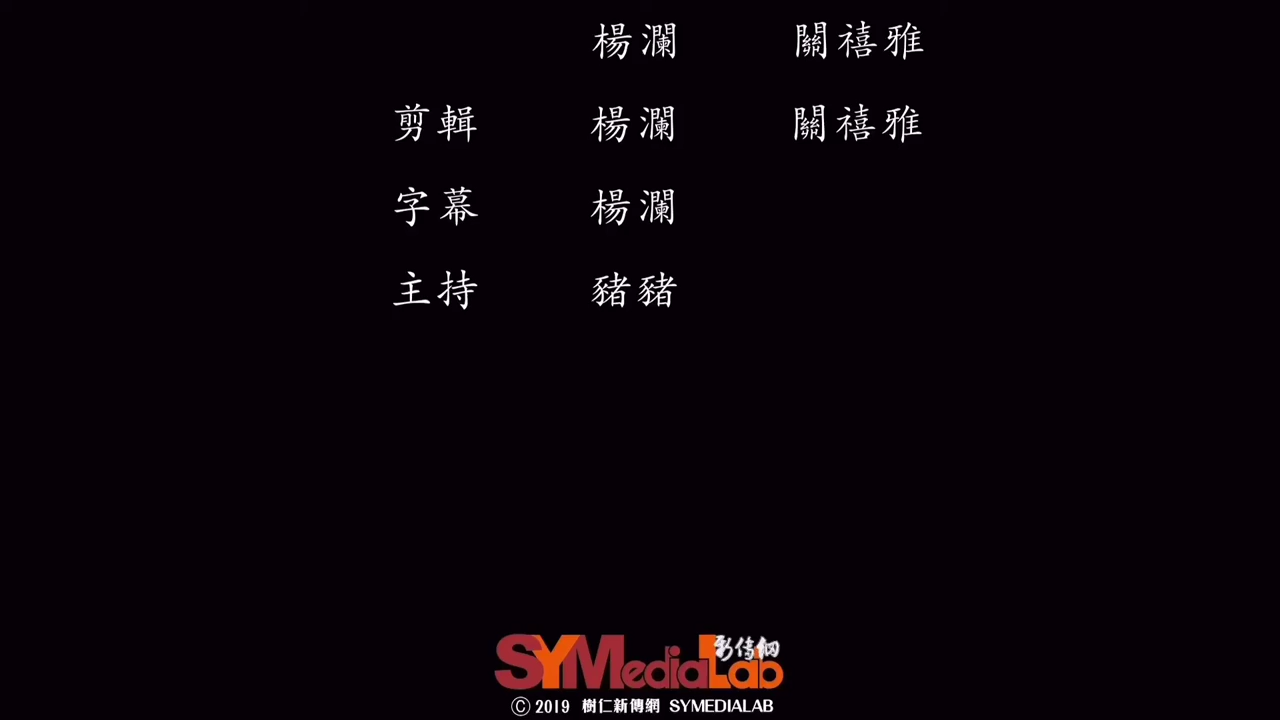 楊瀾 關禧雅
剪輯 楊瀾 關禧雅
字幕 楊瀾
主持 豬豬
SYMediaLab 新傳網
Ⓒ 2019 樹仁新傳網 SYMEDIALAB